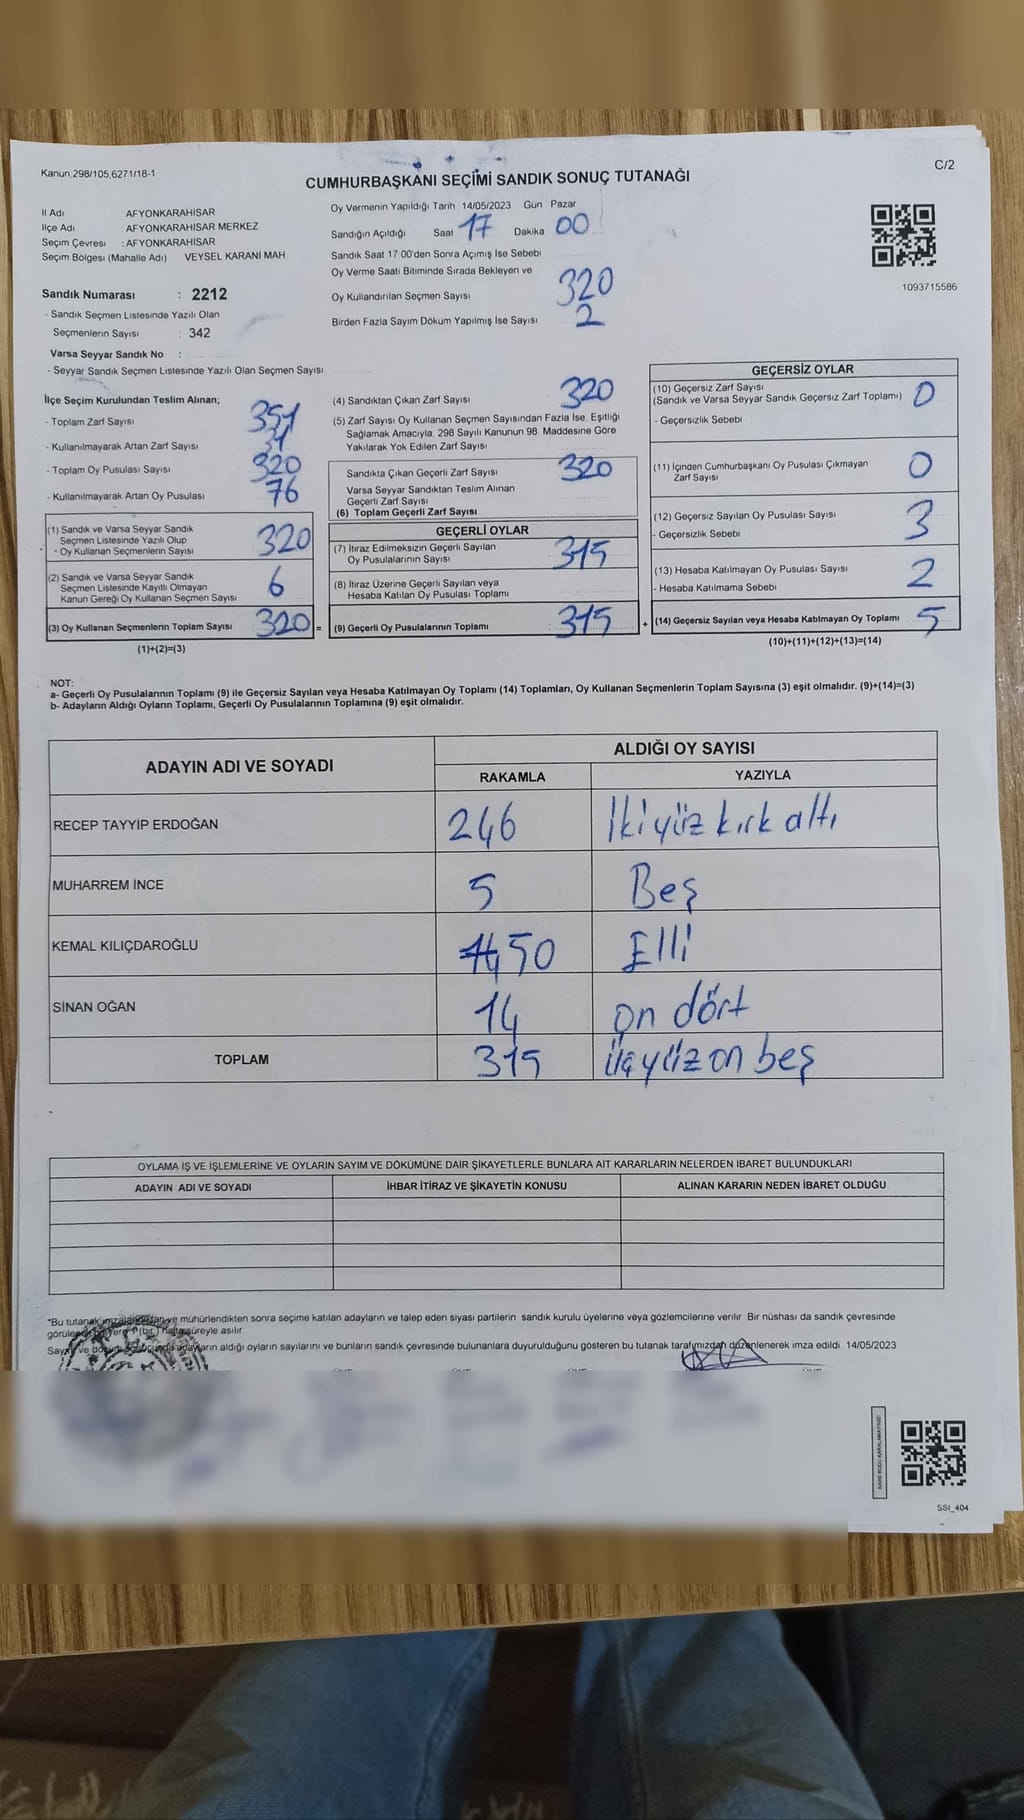 Kanun,298/105,6271/18-1
C/2
CUMHURBAŞKANI SEÇİMİ SANDIK SONUÇ TUTANAĞI
İl Adı AFYONKARAHİSAR
İlçe Adı AFYONKARAHİSAR MERKEZ
Seçim Çevresi : AFYONKARAHİSAR
Seçim Bölgesi (Mahalle Adı) VEYSEL KARANİ MAH
Sandık Numarası : 2212
- Sandık Seçmen Listesinde Yazılı Olan
Seçmenlerin Sayısı : 342
Varsa Seyyar Sandık No :
- Seyyar Sandık Seçmen Listesinde Yazılı Olan Seçmen Sayısı
Oy Vermenin Yapıldığı Tarih 14/05/2023 Gün Pazar
Sandığın Açıldığı Saat 17 Dakika 00
Sandık Saat 17 00'den Sonra Açımış İse Sebebi
Oy Verme Saati Bitiminde Sırada Bekleyen ve
Oy Kullandırılan Seçmen Sayısı 320
Birden Fazla Sayım Döküm Yapılmış İse Sayısı 2
1093715586
İlçe Seçim Kurulundan Teslim Alınan;
- Toplam Zarf Sayısı 351
- Kullanılmayarak Artan Zarf Sayısı
- Toplam Oy Pusulası Sayısı 320
- Kullanılmayarak Artan Oy Pusulası 76
(1) Sandık ve Varsa Seyyar Sandık
Seçmen Listesinde Yazılı Olup
- Oy Kullanan Seçmenlerin Sayısı 320
(2) Sandık ve Varsa Seyyar Sandık
Seçmen Listesinde Kayıtlı Olmayan
Kanun Gereği Oy Kullanan Seçmen Sayısı 6
(3) Oy Kullanan Seçmenlerin Toplam Sayısı 320 =
(1)+(2)=(3)
(4) Sandıktan Çıkan Zarf Sayısı 320
(5) Zarf Sayısı Oy Kullanan Seçmen Sayısından Fazla İse, Eşitliği
Sağlamak Amacıyla, 298 Sayılı Kanunun 98. Maddesine Göre
Yakılarak Yok Edilen Zarf Sayısı
Sandıkta Çıkan Geçerli Zarf Sayısı 320
Varsa Seyyar Sandıktan Teslim Alınan
Geçerli Zarf Sayısı
(6) Toplam Geçerli Zarf Sayısı
GEÇERLİ OYLAR
(7) İtiraz Edilmeksizin Geçerli Sayılan
Oy Pusulalarının Sayısı 315
(8) İtiraz Üzerine Geçerli Sayılan veya
Hesaba Katılan Oy Pusulası Toplamı
(9) Geçerli Oy Pusulalarının Toplamı 315 +
GEÇERSİZ OYLAR
(10) Geçersiz Zarf Sayısı
(Sandık ve Varsa Seyyar Sandık Geçersiz Zarf Toplamı) 0
- Geçersizlik Sebebi
(11) İçinden Cumhurbaşkanı Oy Pusulası Çıkmayan
Zarf Sayısı 0
(12) Geçersiz Sayılan Oy Pusulası Sayısı 3
- Geçersizlik Sebebi
(13) Hesaba Katılmayan Oy Pusulası Sayısı 2
- Hesaba Katılmama Sebebi
(14) Geçersiz Sayılan veya Hesaba Katılmayan Oy Toplamı 5
(10)+(11)+(12)+(13)=(14)
NOT:
a- Geçerli Oy Pusulalarının Toplamı (9) ile Geçersiz Sayılan veya Hesaba Katılmayan Oy Toplamı (14) Toplamları, Oy Kullanan Seçmenlerin Toplam Sayısına (3) eşit olmalıdır. (9)+(14)=(3)
b- Adayların Aldığı Oyların Toplamı, Geçerli Oy Pusulalarının Toplamına (9) eşit olmalıdır.
ADAYIN ADI VE SOYADI
ALDIĞI OY SAYISI
RAKAMLA YAZIYLA
RECEP TAYYİP ERDOĞAN 246 İkiyüz kırk altı
MUHARREM İNCE 5 Beş
KEMAL KILIÇDAROĞLU 50 Elli
SİNAN OĞAN 14 on dört
TOPLAM 315 üçyüz on beş
OYLAMA İŞ VE İŞLEMLERİNE VE OYLARIN SAYIM VE DÖKÜMÜNE DAİR ŞİKAYETLERLE BUNLARA AİT KARARLARIN NELERDEN İBARET BULUNDUKLARI
ADAYIN ADI VE SOYADI İHBAR İTİRAZ VE ŞİKAYETİN KONUSU ALINAN KARARIN NEDEN İBARET OLDUĞU
*Bu tutanak imzalandıktan ve mühürlendikten sonra seçime katılan adayların ve talep eden siyasi partilerin sandık kurulu üyelerine veya gözlemcilerine verilir. Bir nüshası da sandık çevresinde
görülecek bir yere 1 (bir) hafta süreyle asılır.
Sayım ve döküm sonucunda adayların aldığı oyların sayılarını ve bunların sandık çevresinde bulunanlara duyurulduğunu gösteren bu tutanak tarafımızdan düzenlenerek imza edildi. 14/05/2023
SSI_404